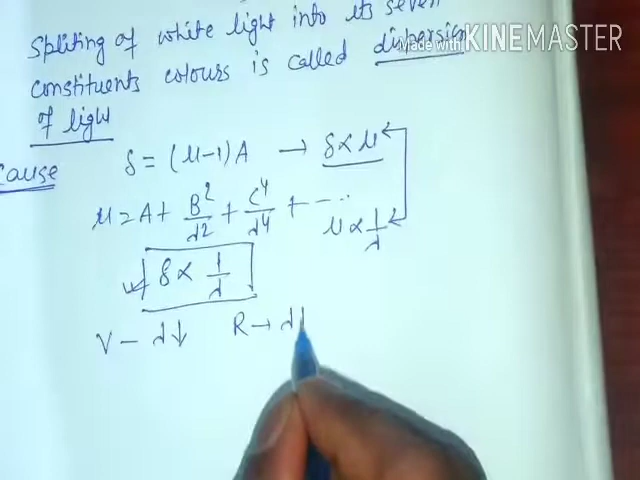 Spliting of white light into its seven
Made with KINEMASTER
constituents colours is called dispersion
of light
Cause δ = (μ-1) A → δ ∝ μ
μ = A + B²/λ2 + C⁴/λ4 + - ...
μ ∝ 1/λ
δ ∝ 1/λ
V - λ↓ R → λ